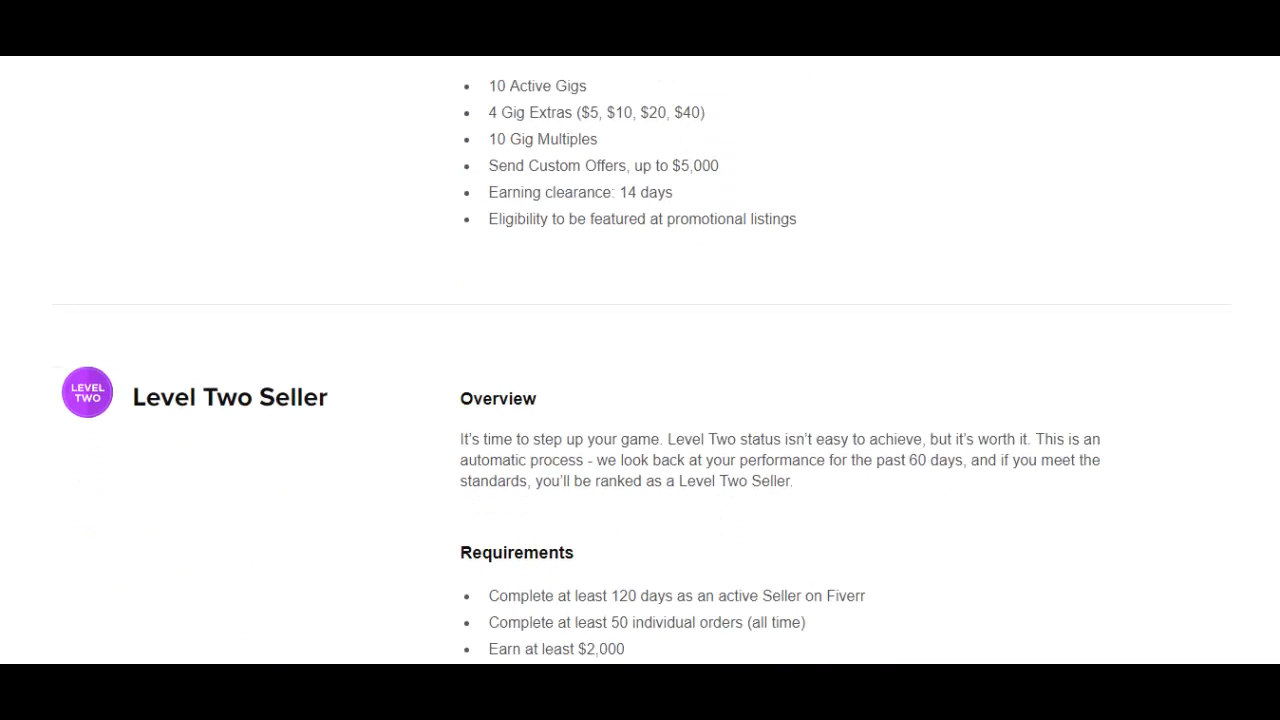 10 Active Gigs
4 Gig Extras ($5, $10, $20, $40)
10 Gig Multiples
Send Custom Offers, up to $5,000
Earning clearance: 14 days
Eligibility to be featured at promotional listings
LEVEL
TWO
Level Two Seller
Overview
It’s time to step up your game. Level Two status isn’t easy to achieve, but it’s worth it. This is an
automatic process - we look back at your performance for the past 60 days, and if you meet the
standards, you’ll be ranked as a Level Two Seller.
Requirements
Complete at least 120 days as an active Seller on Fiverr
Complete at least 50 individual orders (all time)
Earn at least $2,000